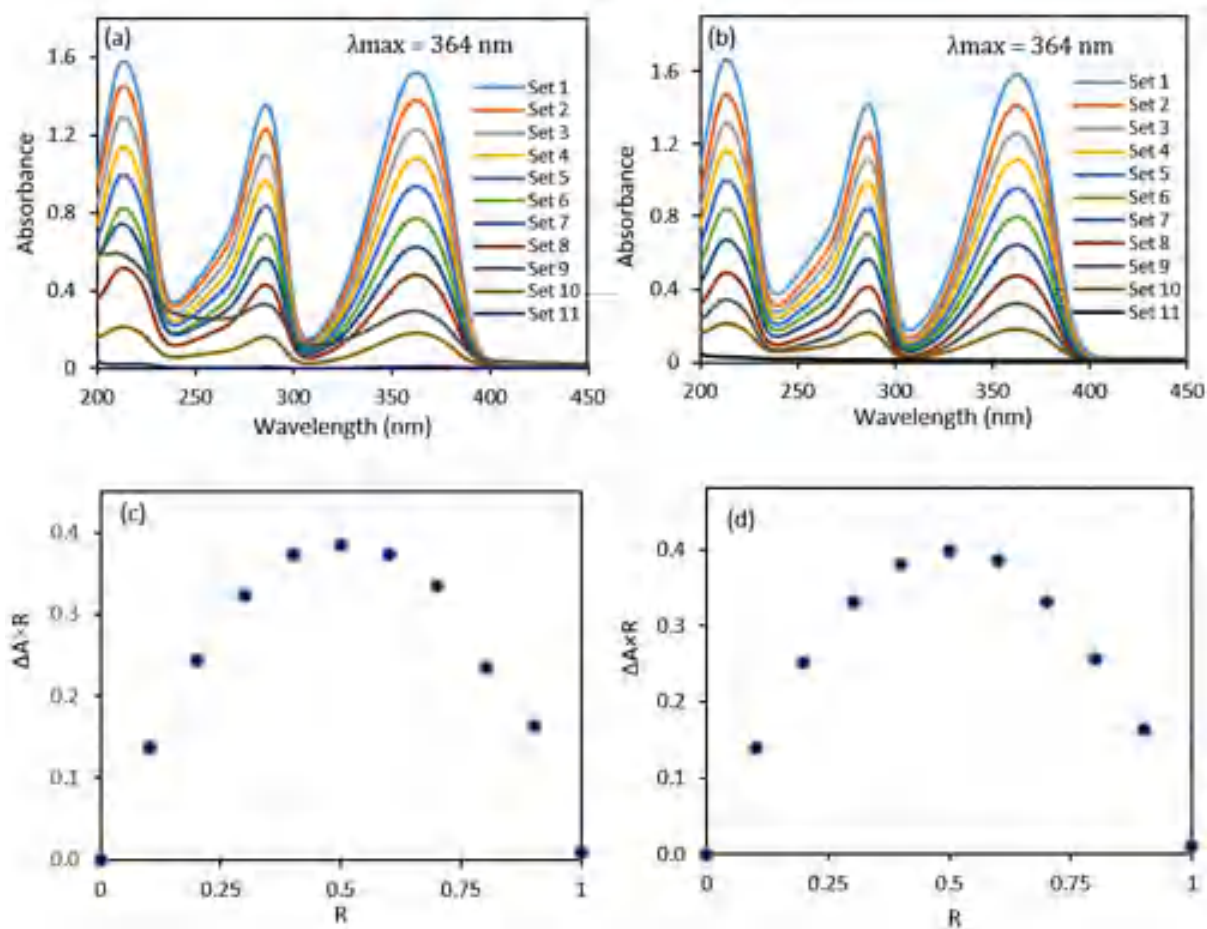 (a)
λmax = 364 nm
1.6
1.2
0.8
0.4
0
Absorbance
Set 1
Set 2
Set 3
Set 4
Set 5
Set 6
Set 7
Set 8
Set 9
Set 10
Set 11
200 250 300 350 400 450
Wavelength (nm)
(b)
λmax = 364 nm
1.6
1.2
0.8
0.4
0
Absorbance
Set 1
Set 2
Set 3
Set 4
Set 5
Set 6
Set 7
Set 8
Set 9
Set 10
Set 11
200 250 300 350 400 450
Wavelength (nm)
(c)
0.4
0.3
0.2
0.1
0.0
ΔA×R
0 0.25 0.5 0.75 1
R
(d)
0.4
0.3
0.2
0.1
0.0
ΔA×R
0 0.25 0.5 0.75 1
R